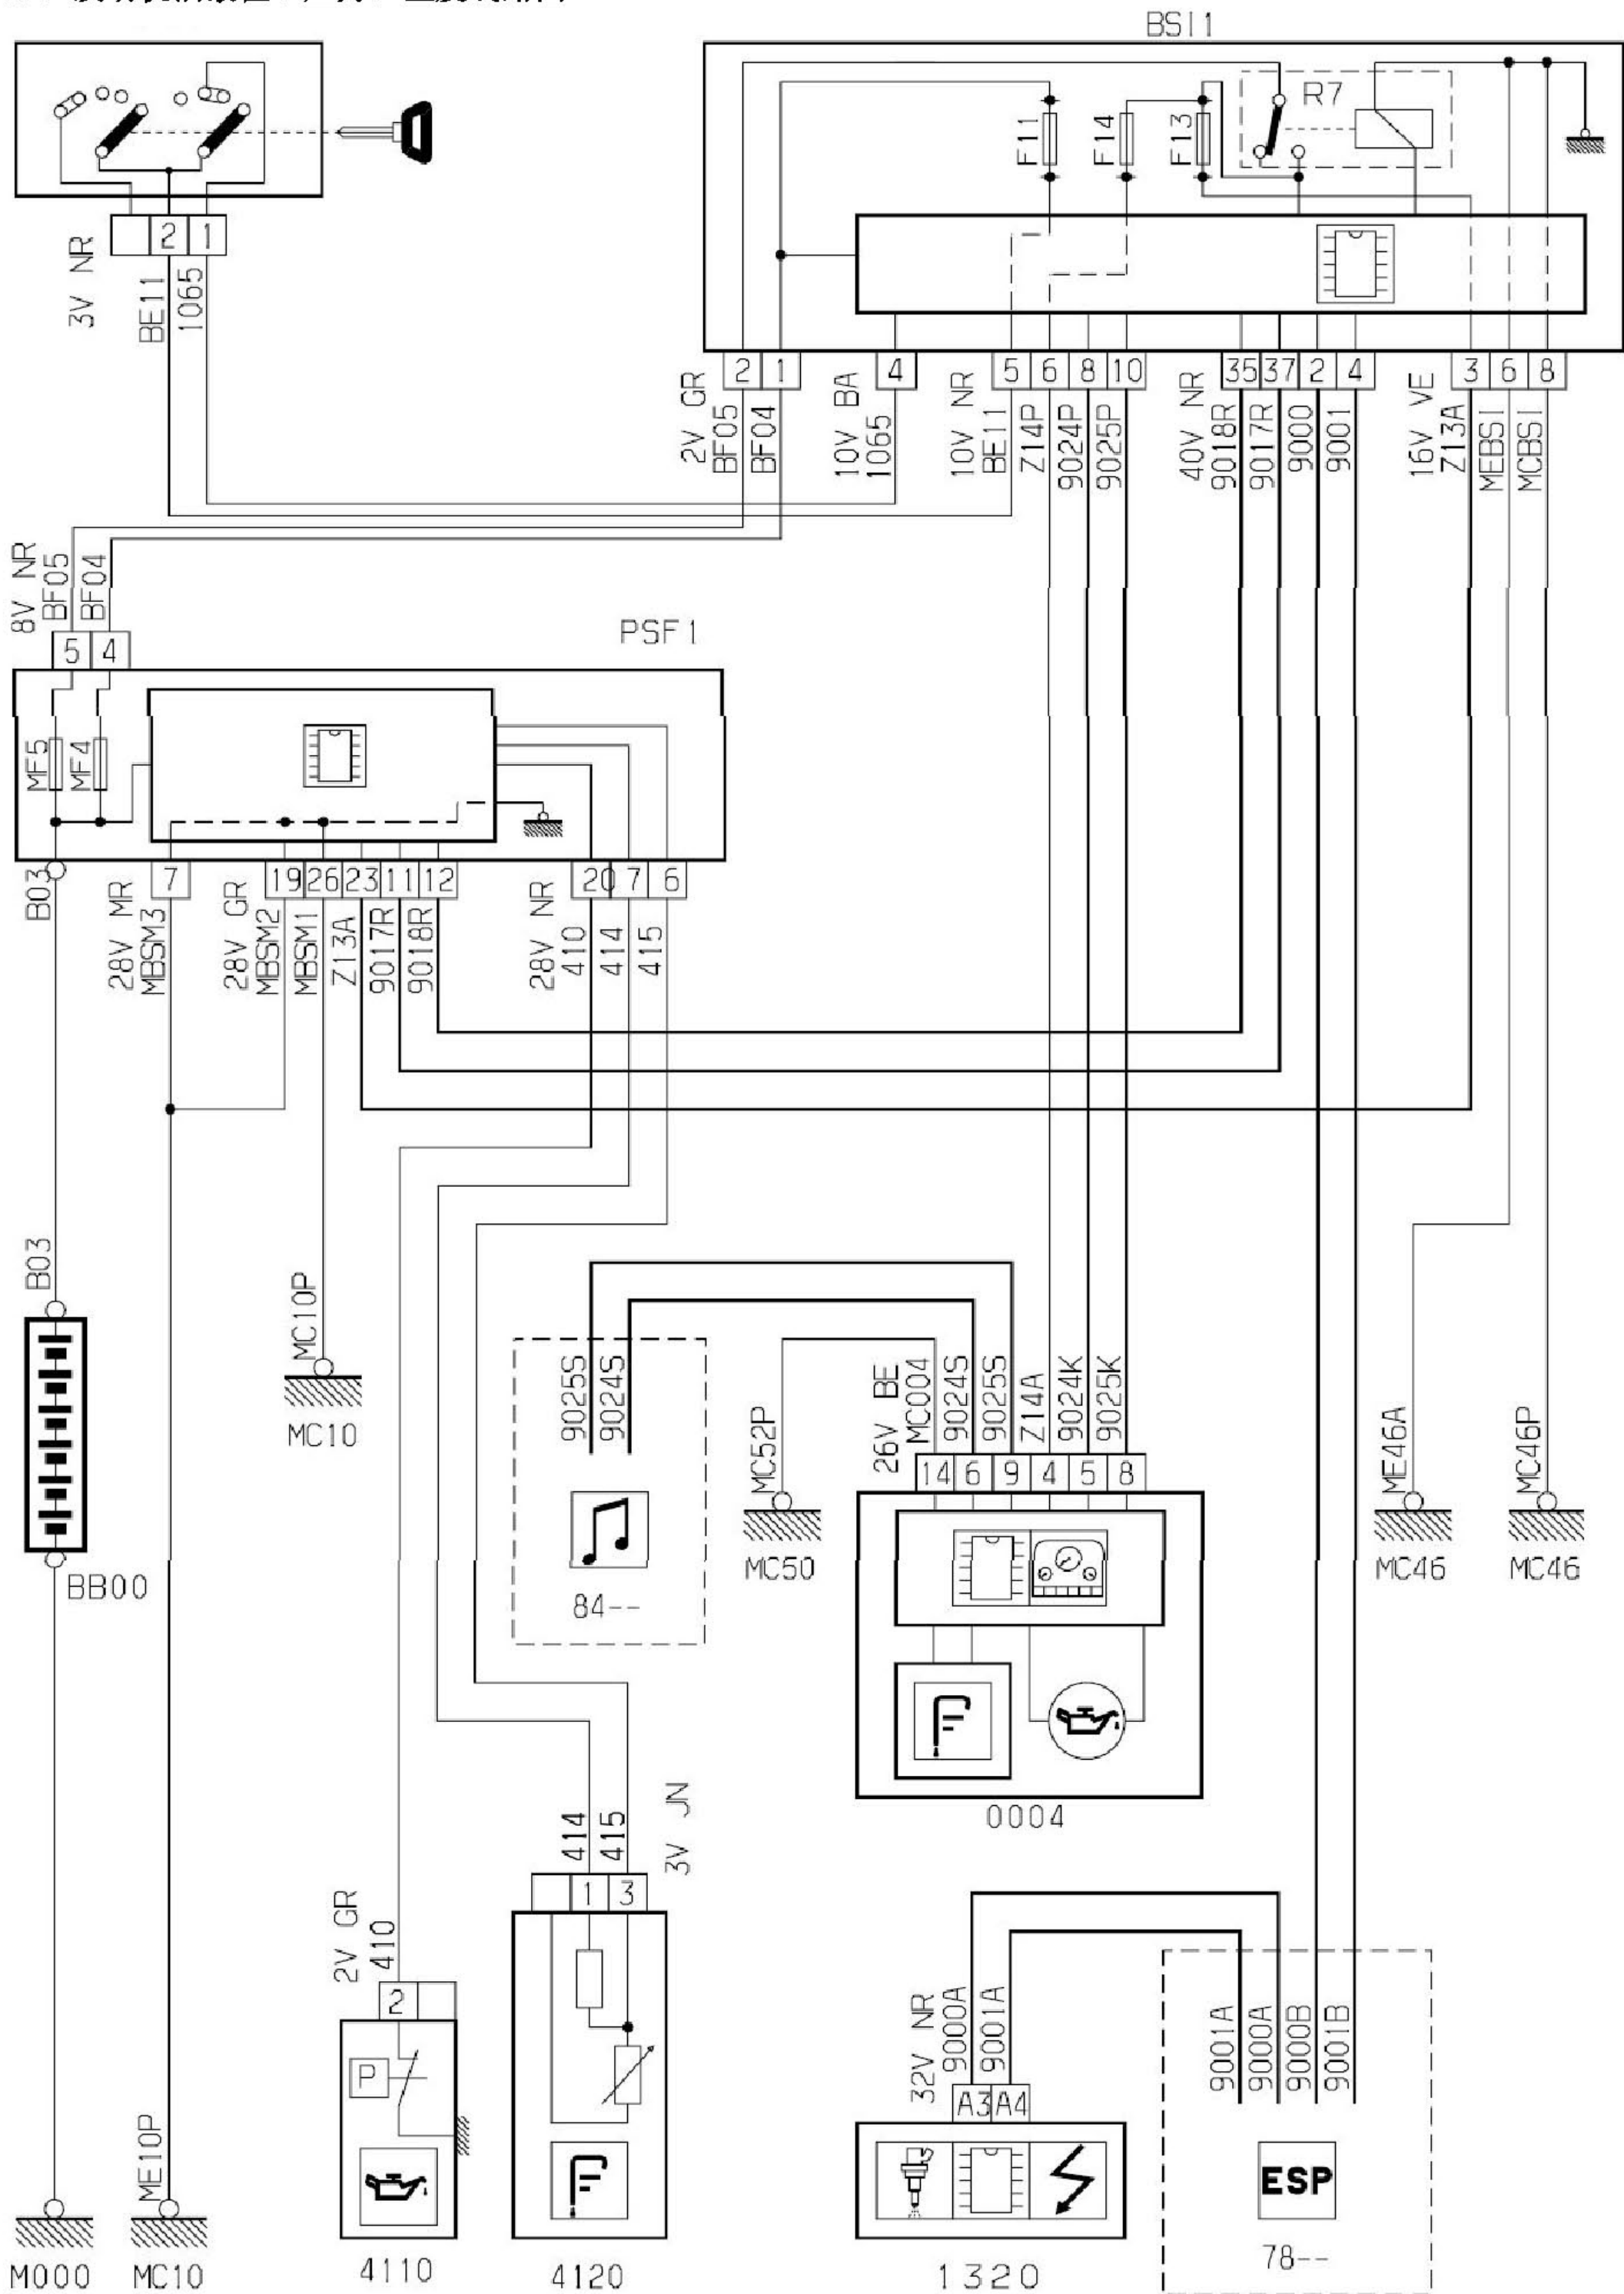 BSI1
R7
F11
F14
F13
2
1
3V NR
BE11
1065
2
1
4
5
6
8
10
35
37
2
4
3
6
8
2V GR
BF05
BF04
10V BA
1065
10V NR
BE11
Z14P
9024P
9025P
40V NR
9018R
9017R
9000
9001
16V VE
Z13A
MEBSI
MCBSI
8V NR
BF05
BF04
5
4
PSF1
MF5
MF4
B03
7
19
26
23
11
12
20
7
6
28V MR
MBSM3
28V GR
MBSM2
MBSM1
Z13A
9017R
9018R
28V NR
410
414
415
B03
MC10P
MC10
9025S
9024S
84--
MC52P
MC50
26V BE
MC004
9024S
9025S
Z14A
9024K
9025K
14
6
9
4
5
8
ME46A
MC46
MC46P
MC46
BB00
0004
414
415
3V JN
1
3
2V GR
410
2
P
32V NR
9000A
9001A
A3
A4
9001A
9000A
9000B
9001B
ESP
78--
ME10P
M000
MC10
4110
4120
1320